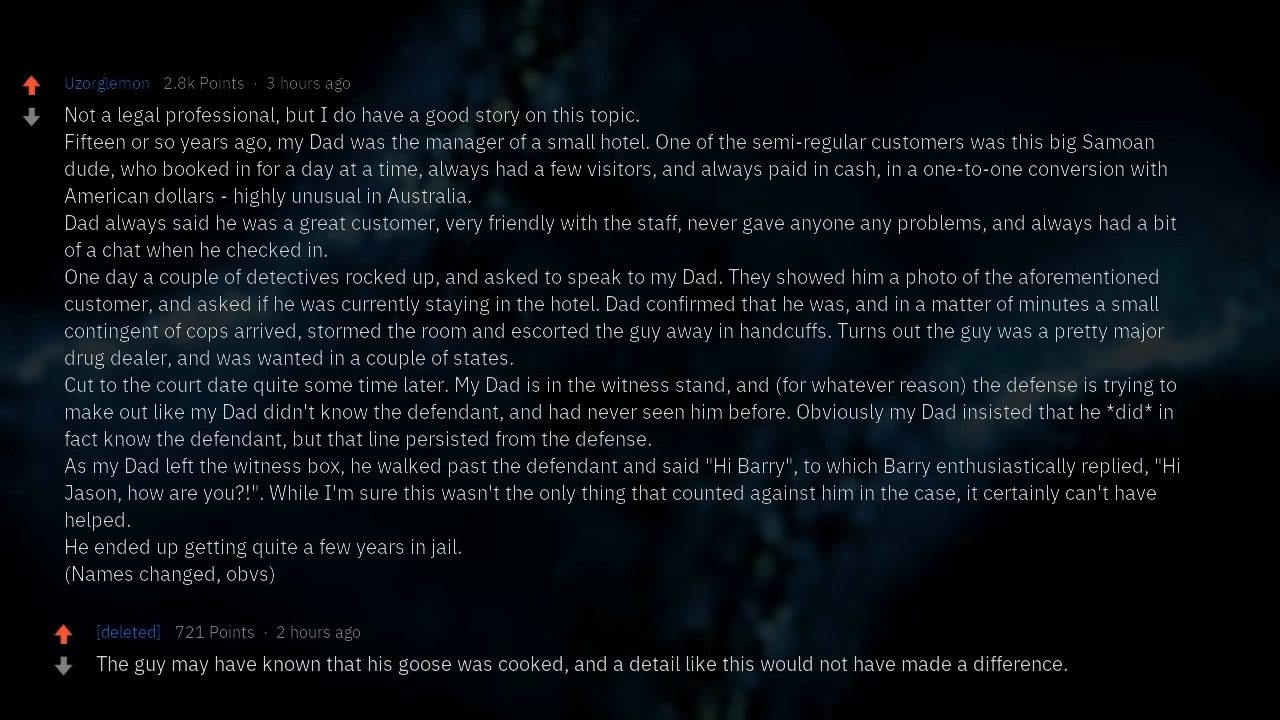 Uzorglemon 2.8k Points · 3 hours ago
Not a legal professional, but I do have a good story on this topic.
Fifteen or so years ago, my Dad was the manager of a small hotel. One of the semi-regular customers was this big Samoan
dude, who booked in for a day at a time, always had a few visitors, and always paid in cash, in a one-to-one conversion with
American dollars - highly unusual in Australia.
Dad always said he was a great customer, very friendly with the staff, never gave anyone any problems, and always had a bit
of a chat when he checked in.
One day a couple of detectives rocked up, and asked to speak to my Dad. They showed him a photo of the aforementioned
customer, and asked if he was currently staying in the hotel. Dad confirmed that he was, and in a matter of minutes a small
contingent of cops arrived, stormed the room and escorted the guy away in handcuffs. Turns out the guy was a pretty major
drug dealer, and was wanted in a couple of states.
Cut to the court date quite some time later. My Dad is in the witness stand, and (for whatever reason) the defense is trying to
make out like my Dad didn't know the defendant, and had never seen him before. Obviously my Dad insisted that he *did* in
fact know the defendant, but that line persisted from the defense.
As my Dad left the witness box, he walked past the defendant and said "Hi Barry", to which Barry enthusiastically replied, "Hi
Jason, how are you?!". While I'm sure this wasn't the only thing that counted against him in the case, it certainly can't have
helped.
He ended up getting quite a few years in jail.
(Names changed, obvs)
[deleted] 721 Points · 2 hours ago
The guy may have known that his goose was cooked, and a detail like this would not have made a difference.